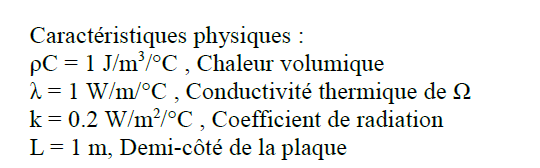 Caractéristiques physiques :
ρC = 1 J/m³/°C , Chaleur volumique
λ = 1 W/m/°C , Conductivité thermique de Ω
k = 0.2 W/m²/°C , Coefficient de radiation
L = 1 m, Demi-côté de la plaque